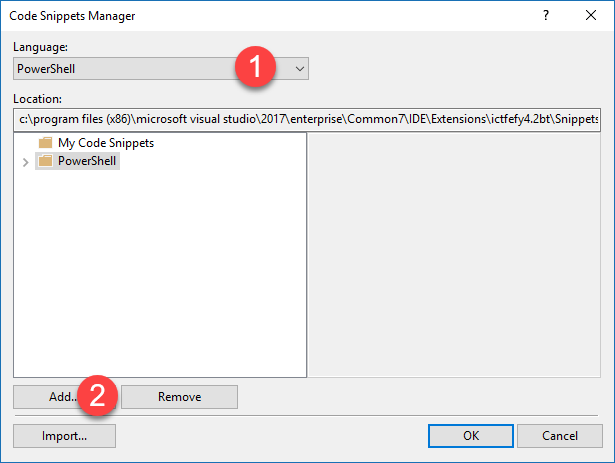 Code Snippets Manager ?
Language:
PowerShell
1
Location:
c:\program files (x86)\microsoft visual studio\2017\enterprise\Common7\IDE\Extensions\ictfefy4.2bt\Snippets
My Code Snippets
PowerShell
Add.. 2 Remove
Import... OK Cancel